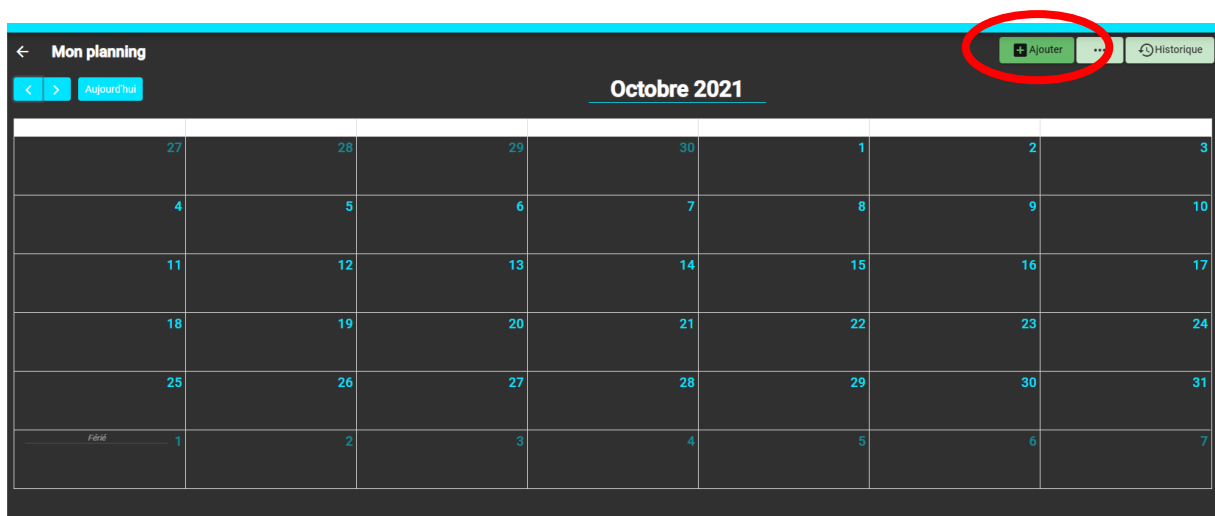 Mon planning
Ajouter
Historique
Aujourd'hui
Octobre 2021
27 28 29 30 1 2 3
4 5 6 7 8 9 10
11 12 13 14 15 16 17
18 19 20 21 22 23 24
25 26 27 28 29 30 31
Férié 1 2 3 4 5 6 7